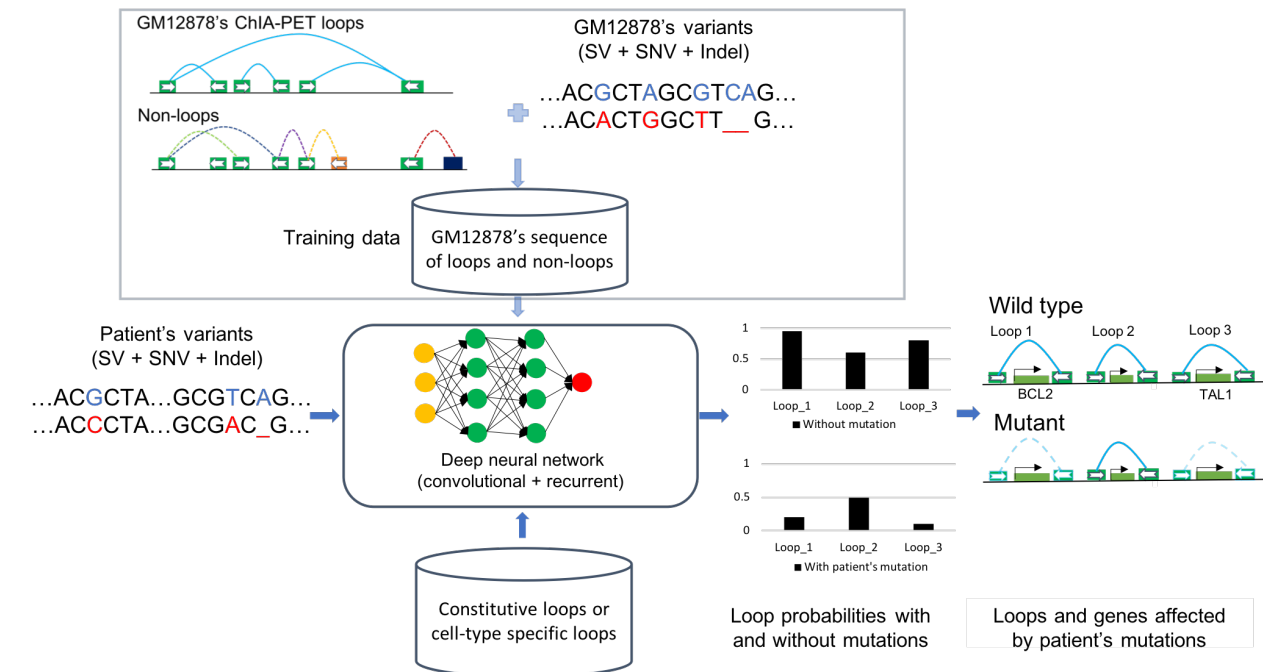 GM12878's ChIA-PET loops
Non-loops
GM12878's variants
(SV + SNV + Indel)
…ACGCTAGCGTCAG…
…ACACTGGCTT__ G…
Training data
GM12878's sequence
of loops and non-loops
Patient's variants
(SV + SNV + Indel)
…ACGCTA…GCGTCAG…
…ACCCTA…GCGAC_G…
Deep neural network
(convolutional + recurrent)
Constitutive loops or
cell-type specific loops
1
0.5
0
Loop_1 Loop_2 Loop_3
Without mutation
1
0.5
0
Loop_1 Loop_2 Loop_3
With patient's mutation
Loop probabilities with
and without mutations
Wild type
Loop 1 Loop 2 Loop 3
BCL2 TAL1
Mutant
Loops and genes affected
by patient's mutations